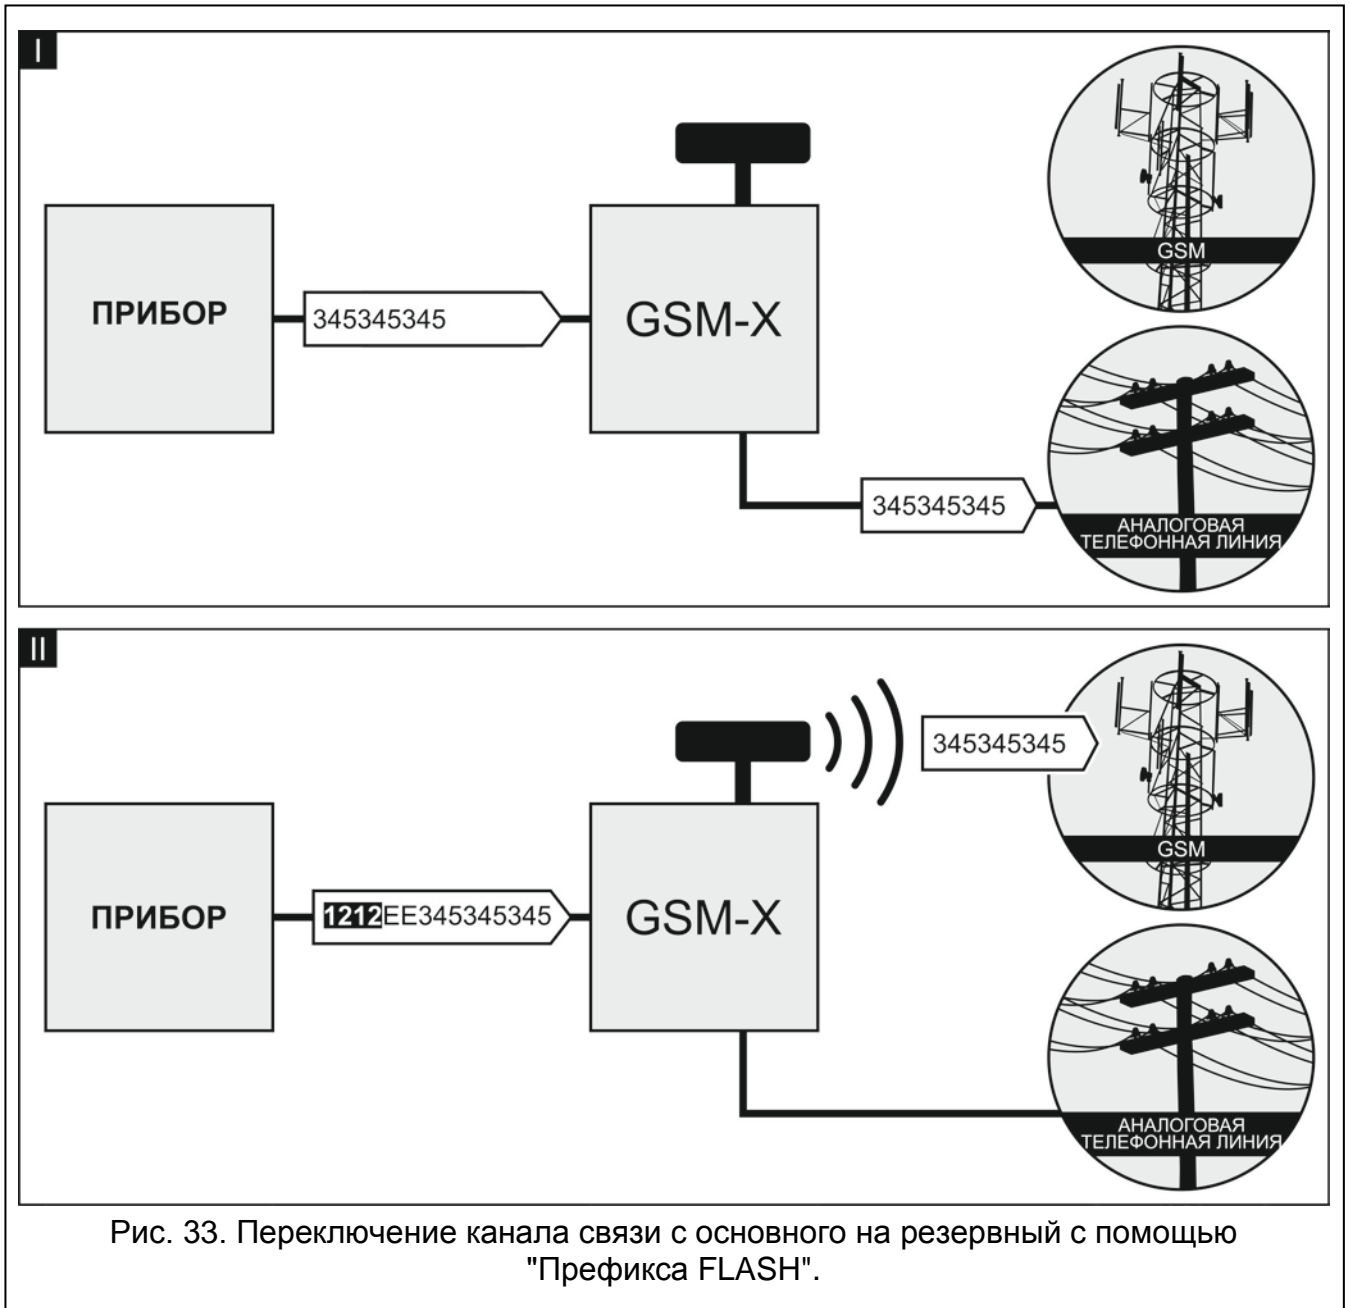 I
GSM
ПРИБОР
345345345
GSM-X
345345345
АНАЛОГОВАЯ
ТЕЛЕФОННАЯ ЛИНИЯ
II
345345345
GSM
ПРИБОР
1212EE345345345
GSM-X
АНАЛОГОВАЯ
ТЕЛЕФОННАЯ ЛИНИЯ
Рис. 33. Переключение канала связи с основного на резервный с помощью
"Префикса FLASH".